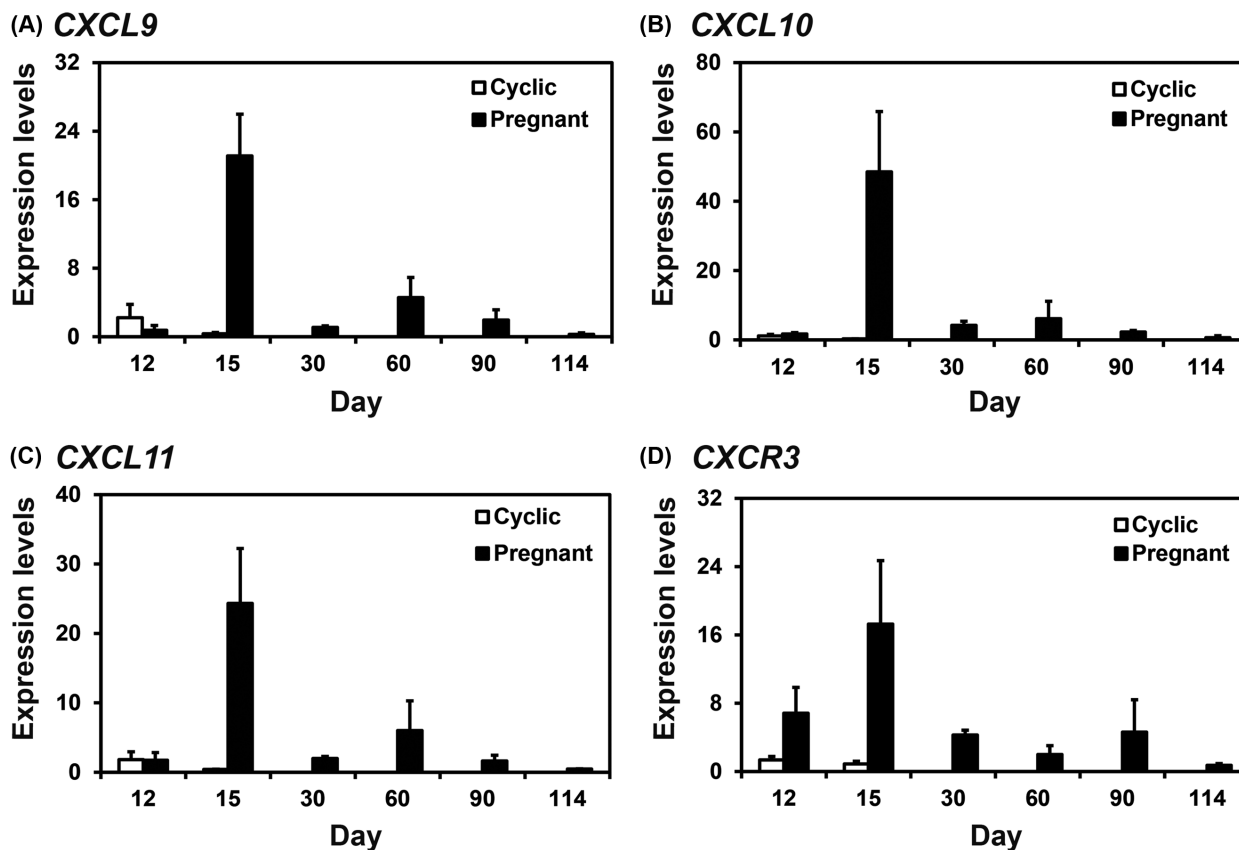 (A) CXCL9
Expression levels
32
24
16
8
0
Cyclic
Pregnant
12 15 30 60 90 114
Day
(B) CXCL10
Expression levels
80
60
40
20
0
Cyclic
Pregnant
12 15 30 60 90 114
Day
(C) CXCL11
Expression levels
40
30
20
10
0
Cyclic
Pregnant
12 15 30 60 90 114
Day
(D) CXCR3
Expression levels
32
24
16
8
0
Cyclic
Pregnant
12 15 30 60 90 114
Day